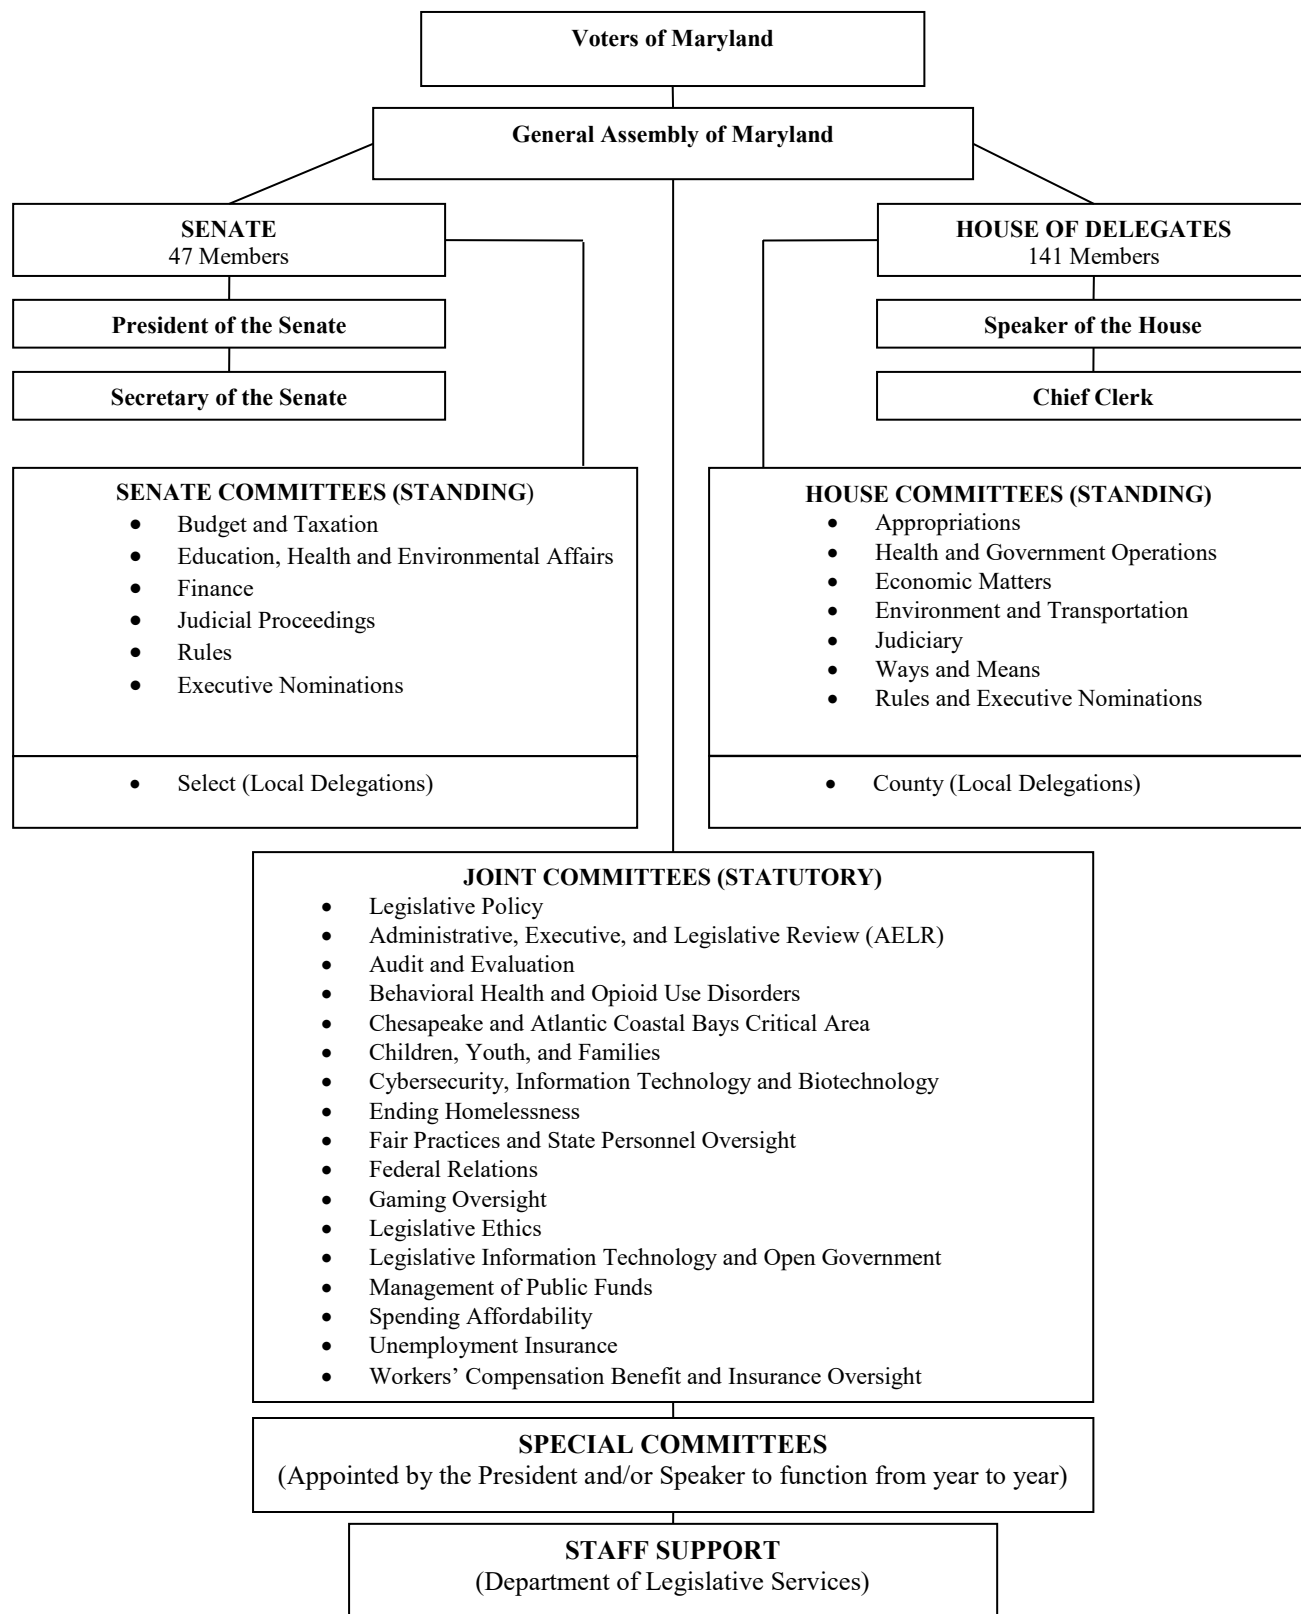 Voters of Maryland
General Assembly of Maryland
SENATE
47 Members
HOUSE OF DELEGATES
141 Members
President of the Senate
Speaker of the House
Secretary of the Senate
Chief Clerk
SENATE COMMITTEES (STANDING)
• Budget and Taxation
• Education, Health and Environmental Affairs
• Finance
• Judicial Proceedings
• Rules
• Executive Nominations
• Select (Local Delegations)
HOUSE COMMITTEES (STANDING)
• Appropriations
• Health and Government Operations
• Economic Matters
• Environment and Transportation
• Judiciary
• Ways and Means
• Rules and Executive Nominations
• County (Local Delegations)
JOINT COMMITTEES (STATUTORY)
• Legislative Policy
• Administrative, Executive, and Legislative Review (AELR)
• Audit and Evaluation
• Behavioral Health and Opioid Use Disorders
• Chesapeake and Atlantic Coastal Bays Critical Area
• Children, Youth, and Families
• Cybersecurity, Information Technology and Biotechnology
• Ending Homelessness
• Fair Practices and State Personnel Oversight
• Federal Relations
• Gaming Oversight
• Legislative Ethics
• Legislative Information Technology and Open Government
• Management of Public Funds
• Spending Affordability
• Unemployment Insurance
• Workers’ Compensation Benefit and Insurance Oversight
SPECIAL COMMITTEES
(Appointed by the President and/or Speaker to function from year to year)
STAFF SUPPORT
(Department of Legislative Services)